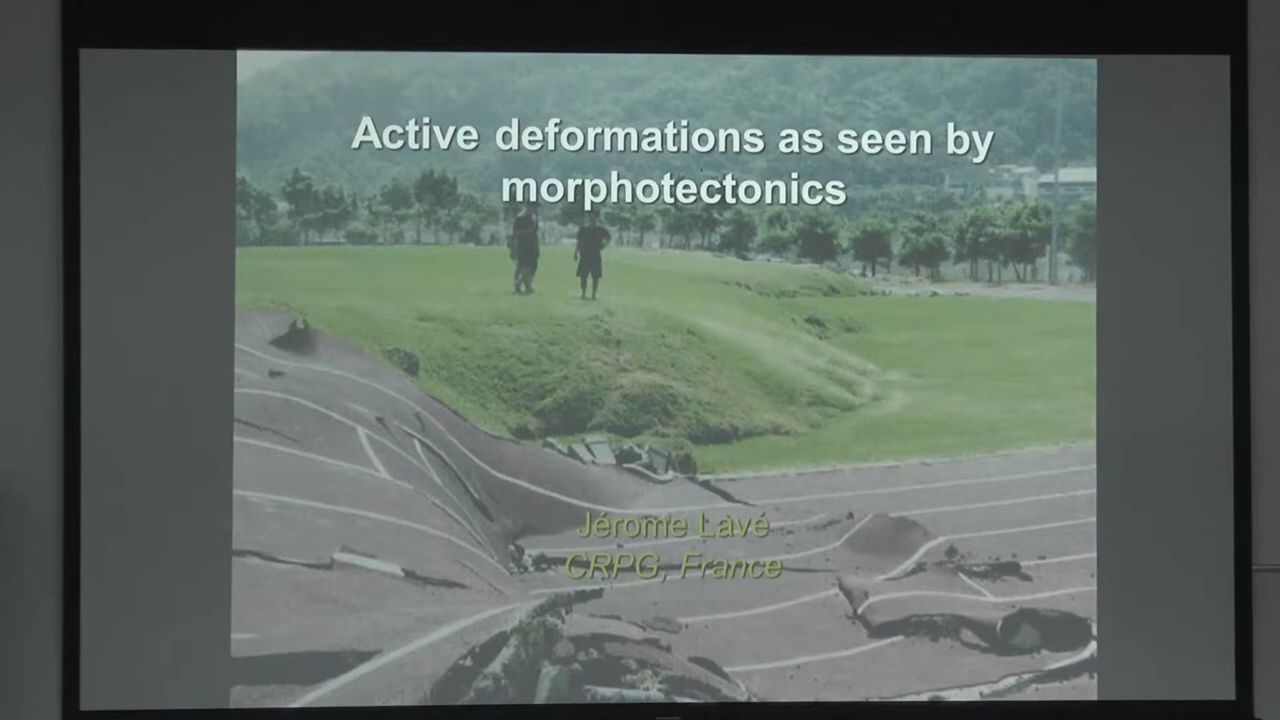 Active deformations as seen by
morphotectonics
Jérome Lavé
CRPG, France